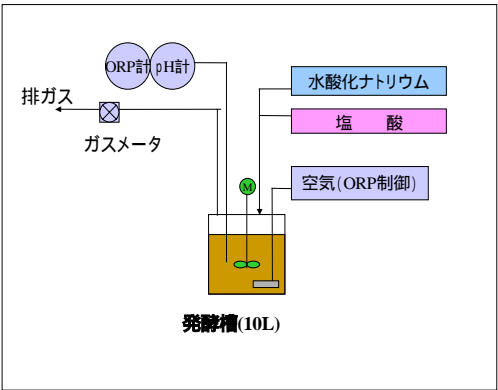 ORP計 pH計
水酸化ナトリウム
排ガス
塩 酸
ガスメータ
空気(ORP制御)
M
発酵槽(10L)